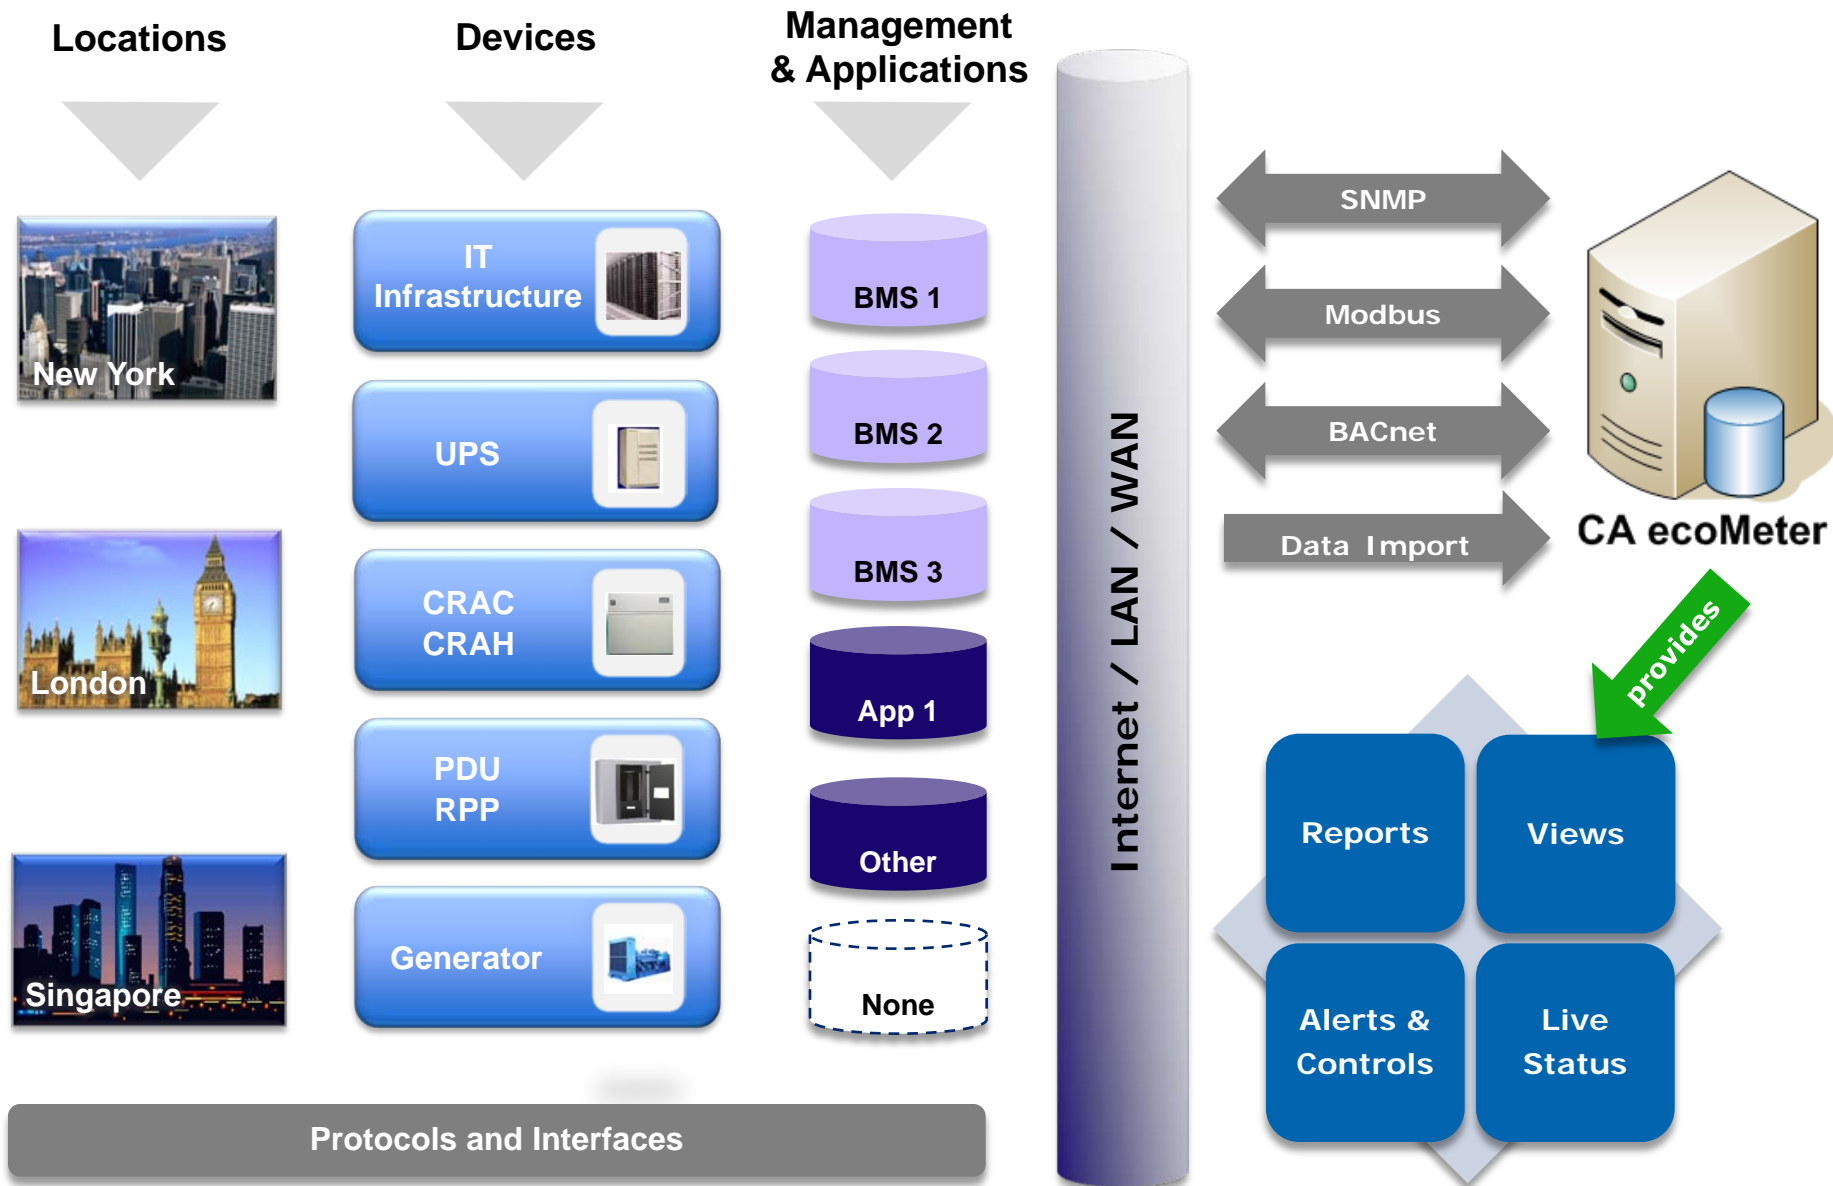 Locations
Devices
Management
& Applications
New York
London
Singapore
IT
Infrastructure
UPS
CRAC
CRAH
PDU
RPP
Generator
BMS 1
BMS 2
BMS 3
App 1
Other
None
Protocols and Interfaces
Internet / LAN / WAN
SNMP
Modbus
BACnet
Data Import
CA ecoMeter
provides
Reports
Views
Alerts &
Controls
Live
Status